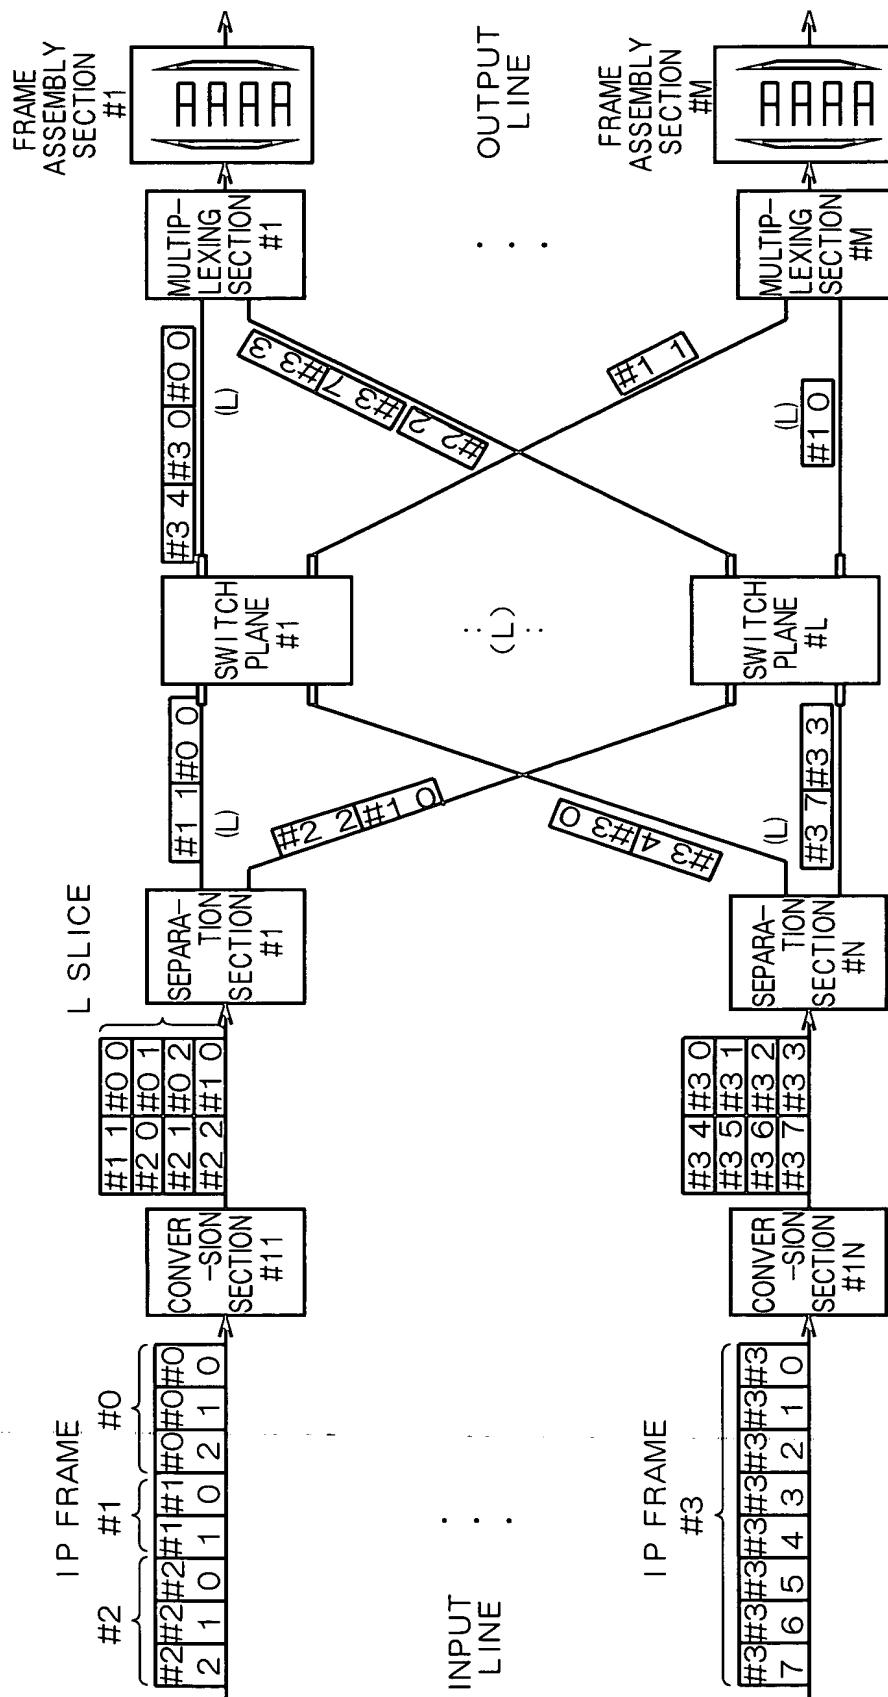 IP FRAME
#2
#1
#0
#2 #2 #2 #1 #1 #0 #0 #0
2 1 0 1 0 2 1 0
CONVER
-SION
SECTION
#11
#1 1 #0 0
#2 0 #0 1
#2 1 #0 2
#2 2 #1 0
L SLICE
SEPARA-
TION
SECTION
#1
#1 1 #0 0
(L)
#2 2 #1 0
SWITCH
PLANE
#1
#3 4 #3 0 #0 0
(L)
#2 2 #3 7 #3 3
MULTIP-
LEXING
SECTION
#1
FRAME
ASSEMBLY
SECTION
#1
INPUT
LINE
. . .
(L)
. . .
OUTPUT
LINE
IP FRAME
#3
#3 #3 #3 #3 #3 #3 #3 #3
7 6 5 4 3 2 1 0
CONVER
-SION
SECTION
#1N
#3 4 #3 0
#3 5 #3 1
#3 6 #3 2
#3 7 #3 3
SEPARA-
TION
SECTION
#N
#3 4 #3 0
(L)
#3 7 #3 3
SWITCH
PLANE
#L
#1 1
(L)
#1 0
MULTIP-
LEXING
SECTION
#M
FRAME
ASSEMBLY
SECTION
#M